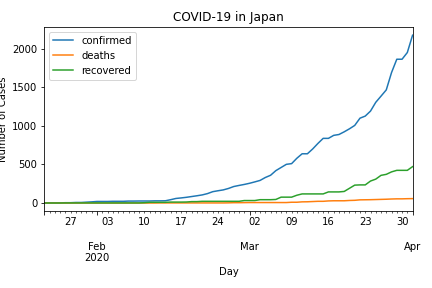 COVID-19 in Japan
confirmed
deaths
recovered
2000
1500
1000
500
0
Number of Cases
27 03 10 17 24 02 09 16 23 30
Feb Mar Apr
2020
Day